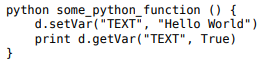 python some_python_function () {
    d.setVar("TEXT", "Hello World")
    print d.getVar("TEXT", True)
}